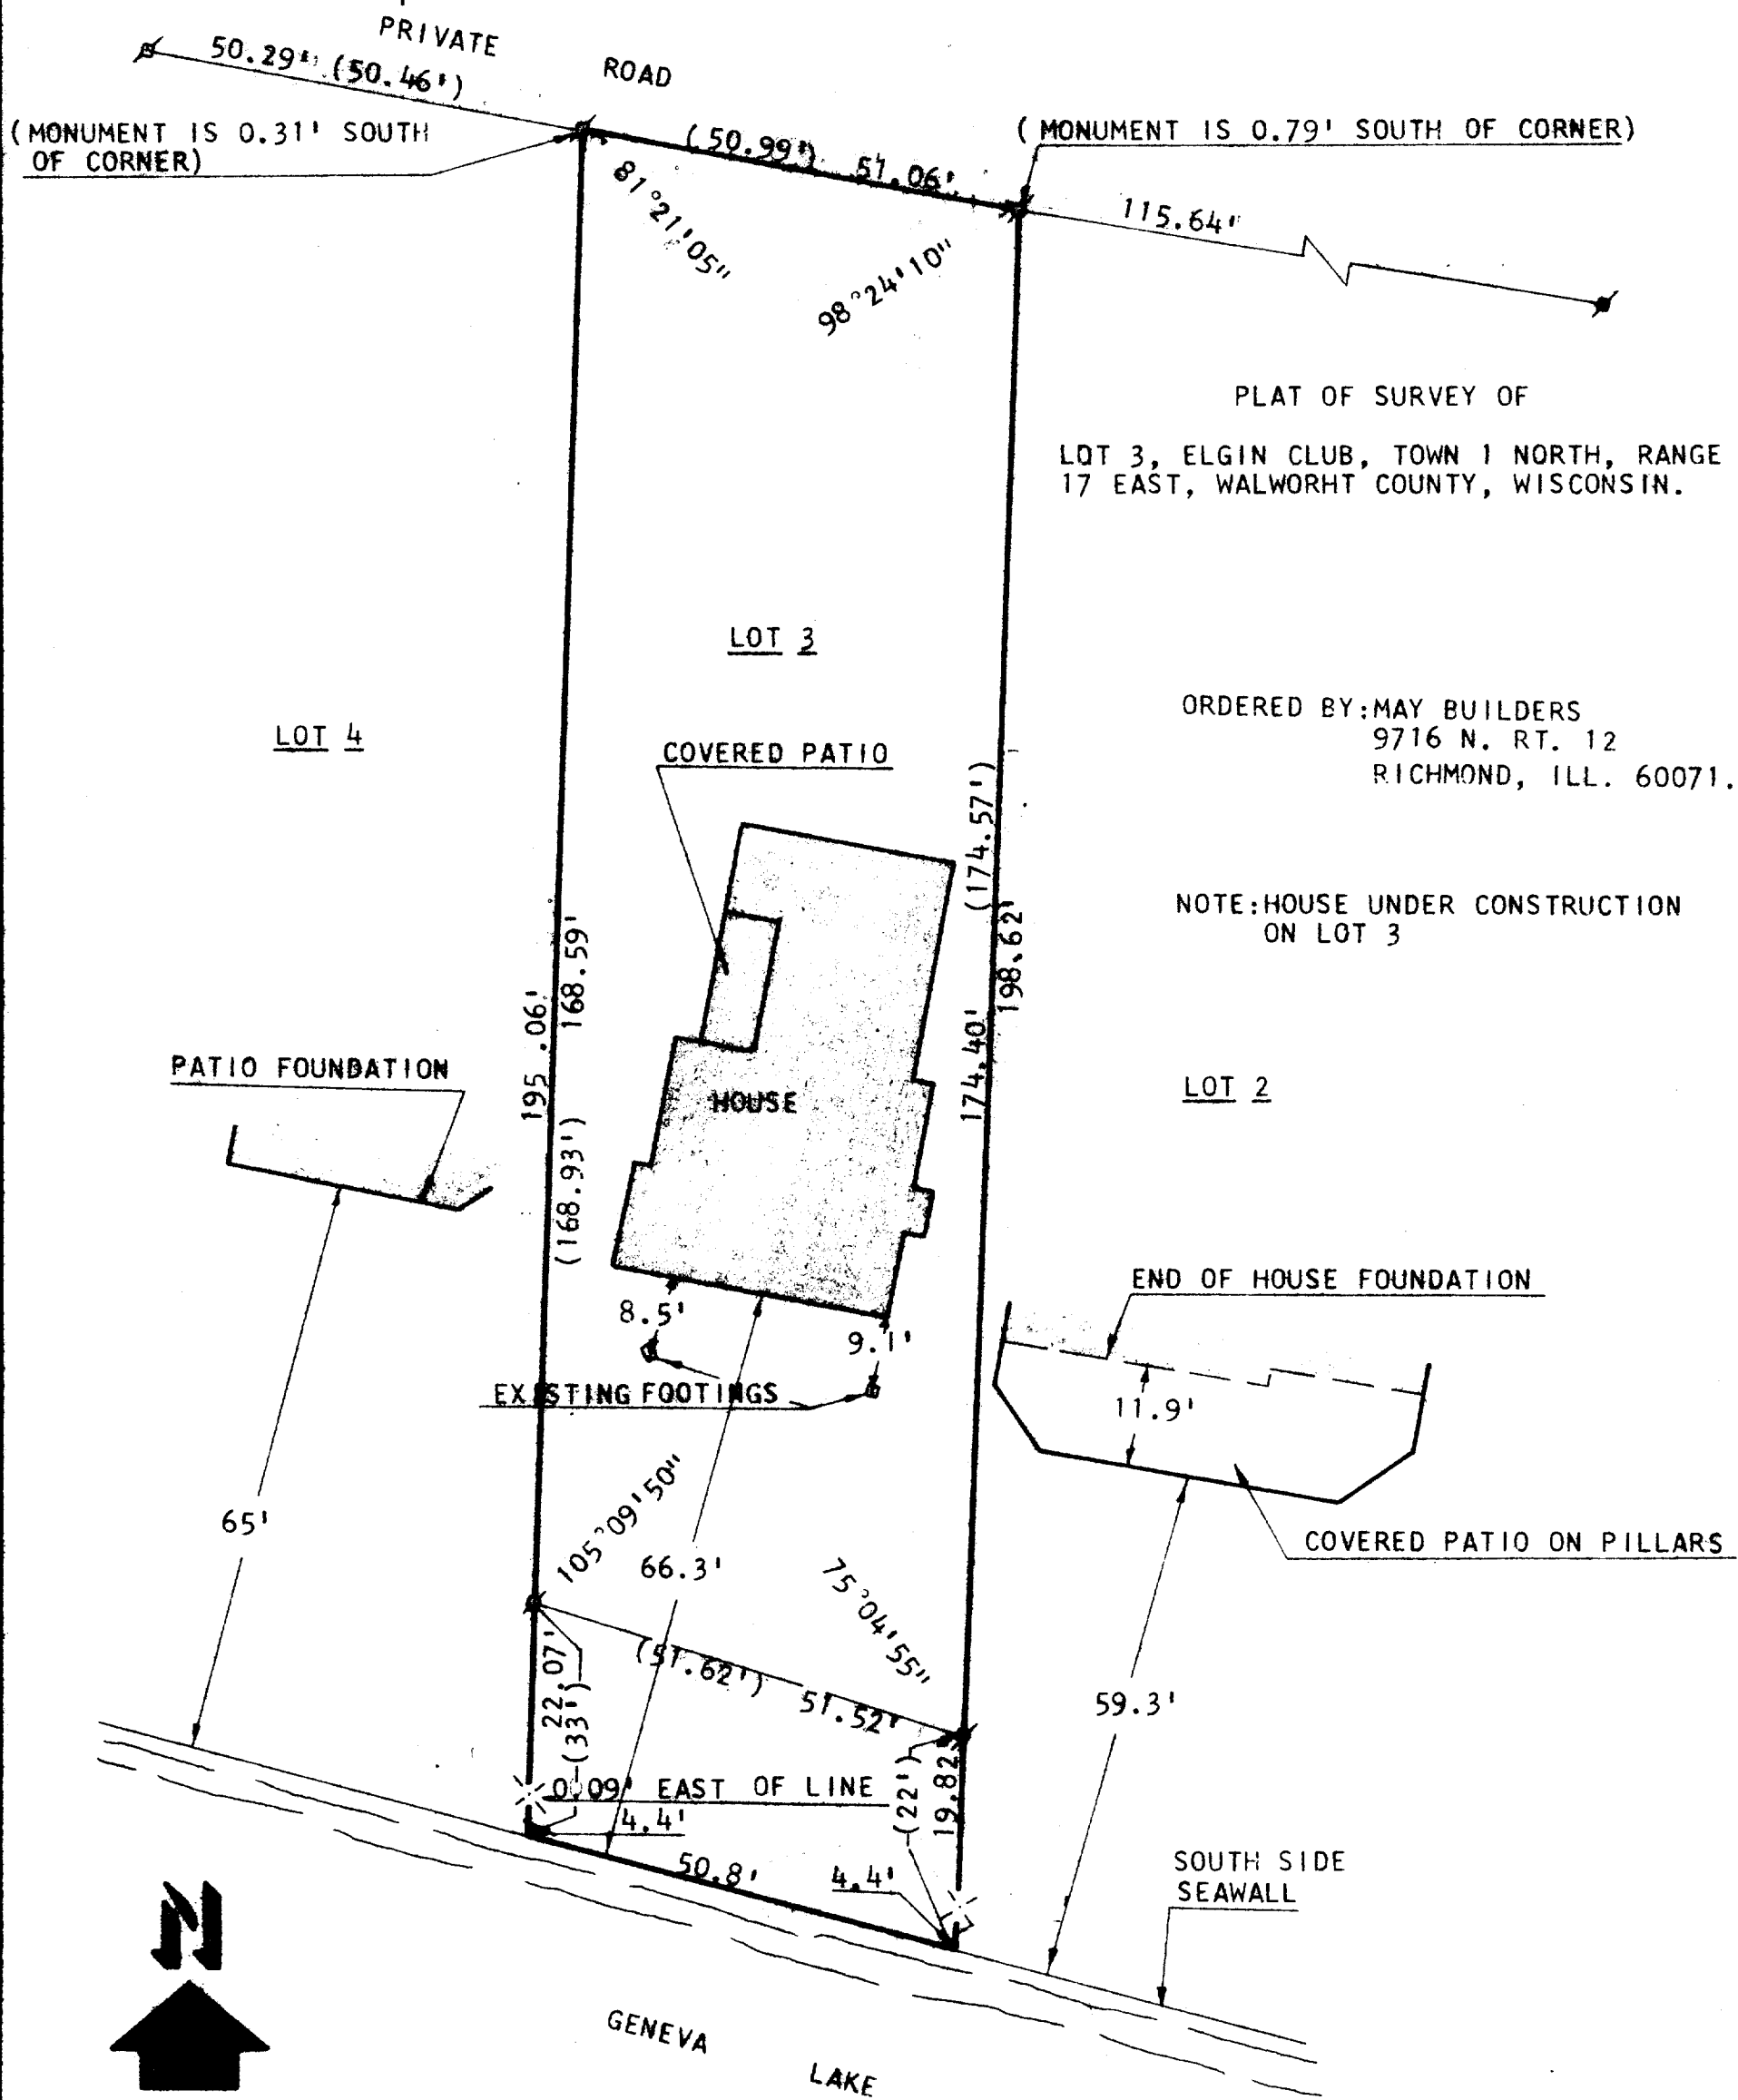 PRIVATE ROAD
50.29' (50.46')
(MONUMENT IS 0.31' SOUTH
OF CORNER)
(50.99') 51.06'
(MONUMENT IS 0.79' SOUTH OF CORNER)
115.64'
81°21'05"
98°24'10"
PLAT OF SURVEY OF
LOT 3, ELGIN CLUB, TOWN 1 NORTH, RANGE
17 EAST, WALWORHT COUNTY, WISCONSIN.
LOT 3
LOT 4
ORDERED BY:MAY BUILDERS
9716 N. RT. 12
RICHMOND, ILL. 60071.
COVERED PATIO
(174.57')
198.62'
174.40'
NOTE:HOUSE UNDER CONSTRUCTION
ON LOT 3
168.59'
195.06'
(168.93')
PATIO FOUNDATION
HOUSE
LOT 2
END OF HOUSE FOUNDATION
8.5'
9.1'
EXISTING FOOTINGS
11.9'
105°09'50"
65'
66.3'
75°04'55"
COVERED PATIO ON PILLARS
(51.62') 51.52'
22.07'
(33')
59.3'
(22')
19.82'
0.09' EAST OF LINE
4.4'
50.8'
4.4'
SOUTH SIDE
SEAWALL
N
GENEVA LAKE